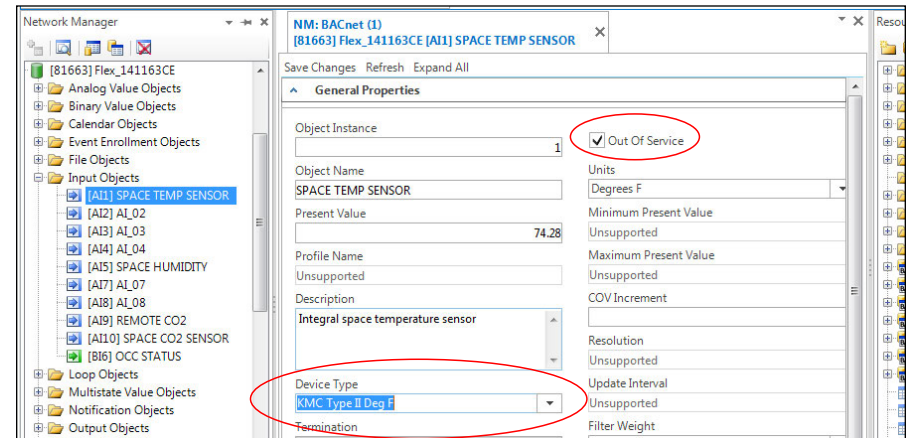 Network Manager
[81663] Flex_141163CE
Analog Value Objects
Binary Value Objects
Calendar Objects
Event Enrollment Objects
File Objects
Input Objects
[AI1] SPACE TEMP SENSOR
[AI2] AI_02
[AI3] AI_03
[AI4] AI_04
[AI5] SPACE HUMIDITY
[AI7] AI_07
[AI8] AI_08
[AI9] REMOTE CO2
[AI10] SPACE CO2 SENSOR
[BI6] OCC STATUS
Loop Objects
Multistate Value Objects
Notification Objects
Output Objects
NM: BACnet (1)
[81663] Flex_141163CE [AI1] SPACE TEMP SENSOR
Save Changes Refresh Expand All
General Properties
Object Instance
1
Object Name
SPACE TEMP SENSOR
Present Value
74.28
Profile Name
Unsupported
Description
Integral space temperature sensor
Device Type
KMC Type II Deg F
Termination
Out Of Service
Units
Degrees F
Minimum Present Value
Unsupported
Maximum Present Value
Unsupported
COV Increment
Resolution
Unsupported
Update Interval
Unsupported
Filter Weight
Resou